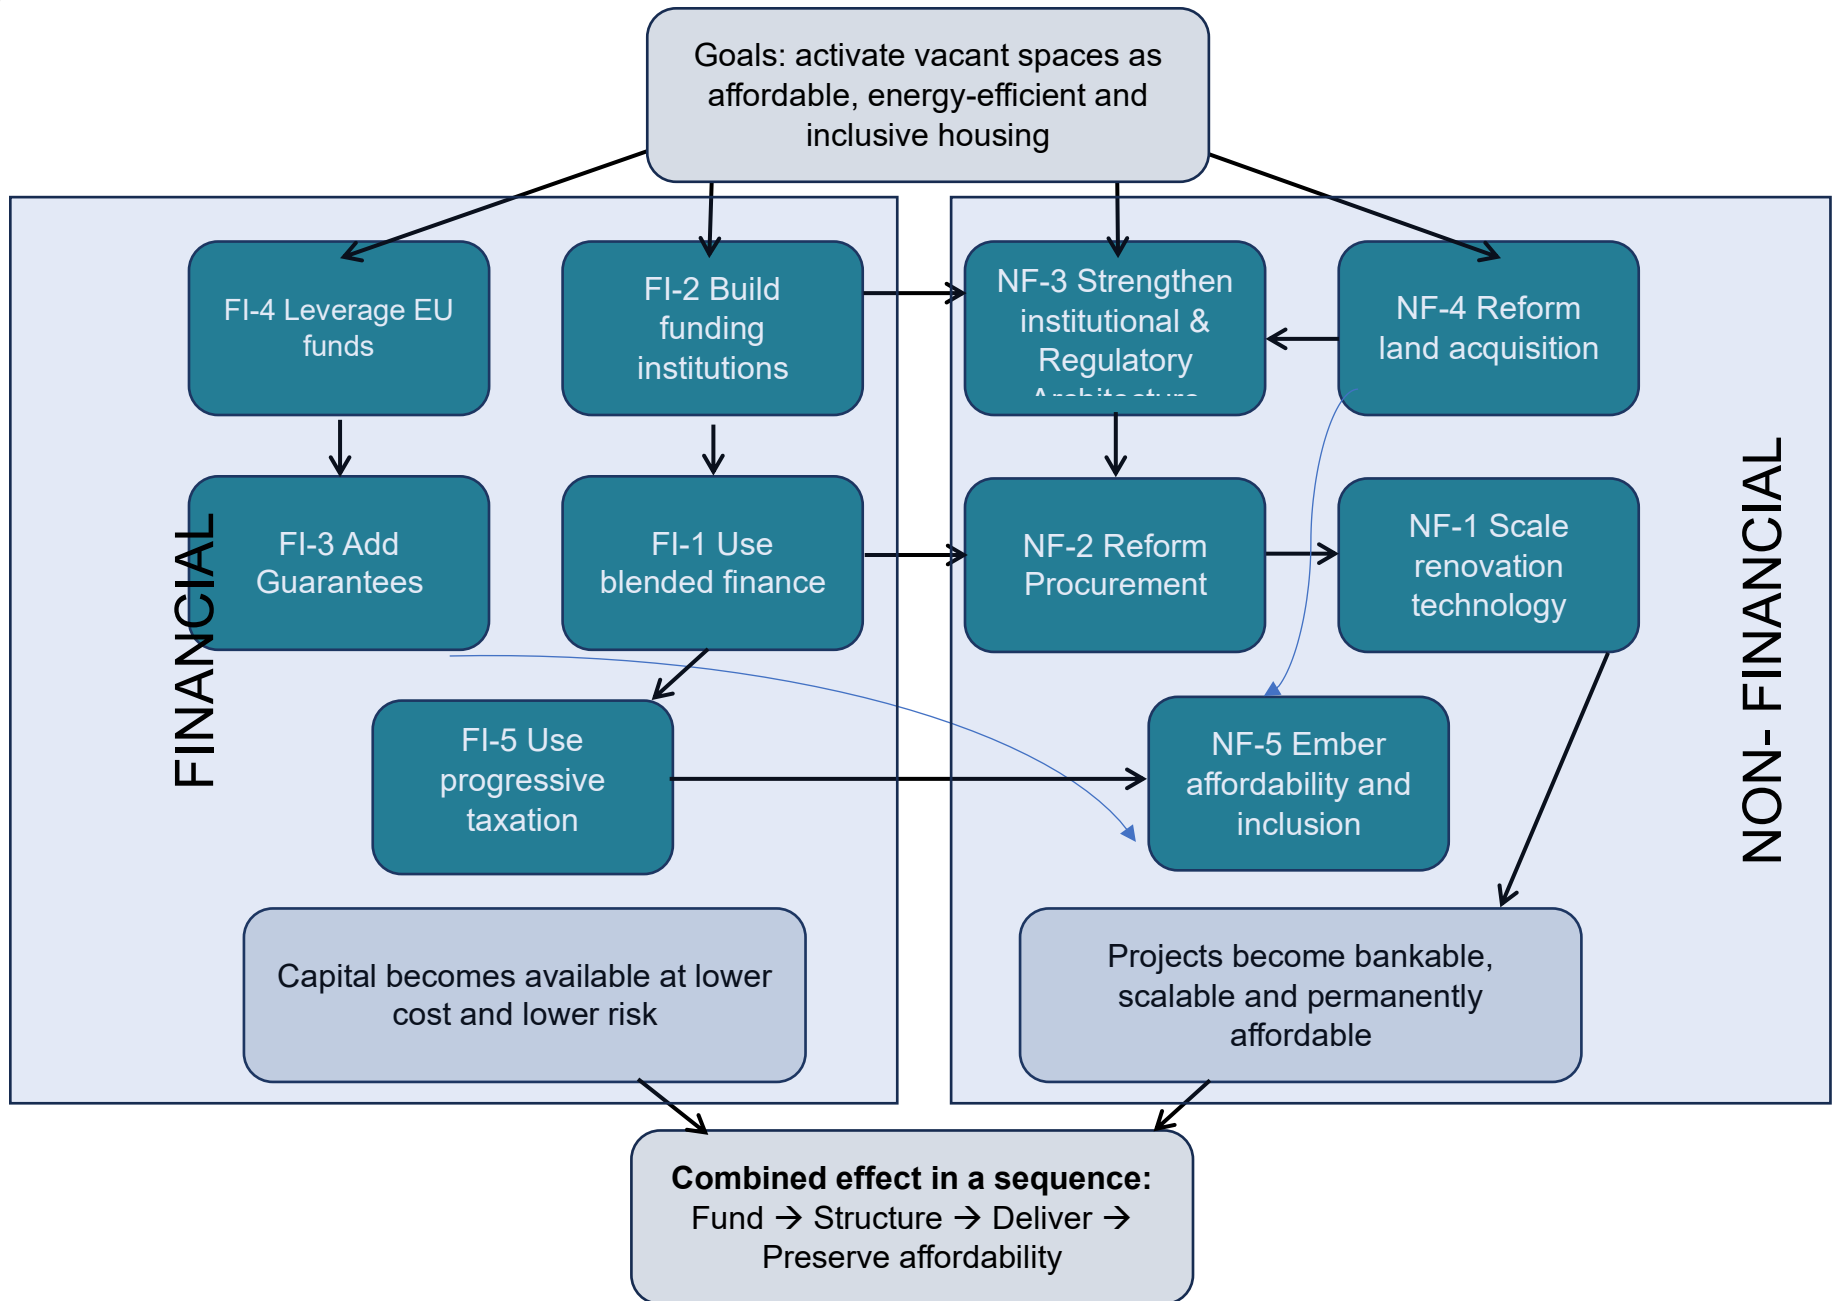 Goals: activate vacant spaces as
affordable, energy-efficient and
inclusive housing
FINANCIAL
FI-4 Leverage EU
funds
FI-2 Build
funding
institutions
FI-3 Add
Guarantees
FI-1 Use
blended finance
FI-5 Use
progressive
taxation
Capital becomes available at lower
cost and lower risk
NON- FINANCIAL
NF-3 Strengthen
institutional &
Regulatory
Architecture
NF-4 Reform
land acquisition
NF-2 Reform
Procurement
NF-1 Scale
renovation
technology
NF-5 Ember
affordability and
inclusion
Projects become bankable,
scalable and permanently
affordable
Combined effect in a sequence:
Fund → Structure → Deliver →
Preserve affordability